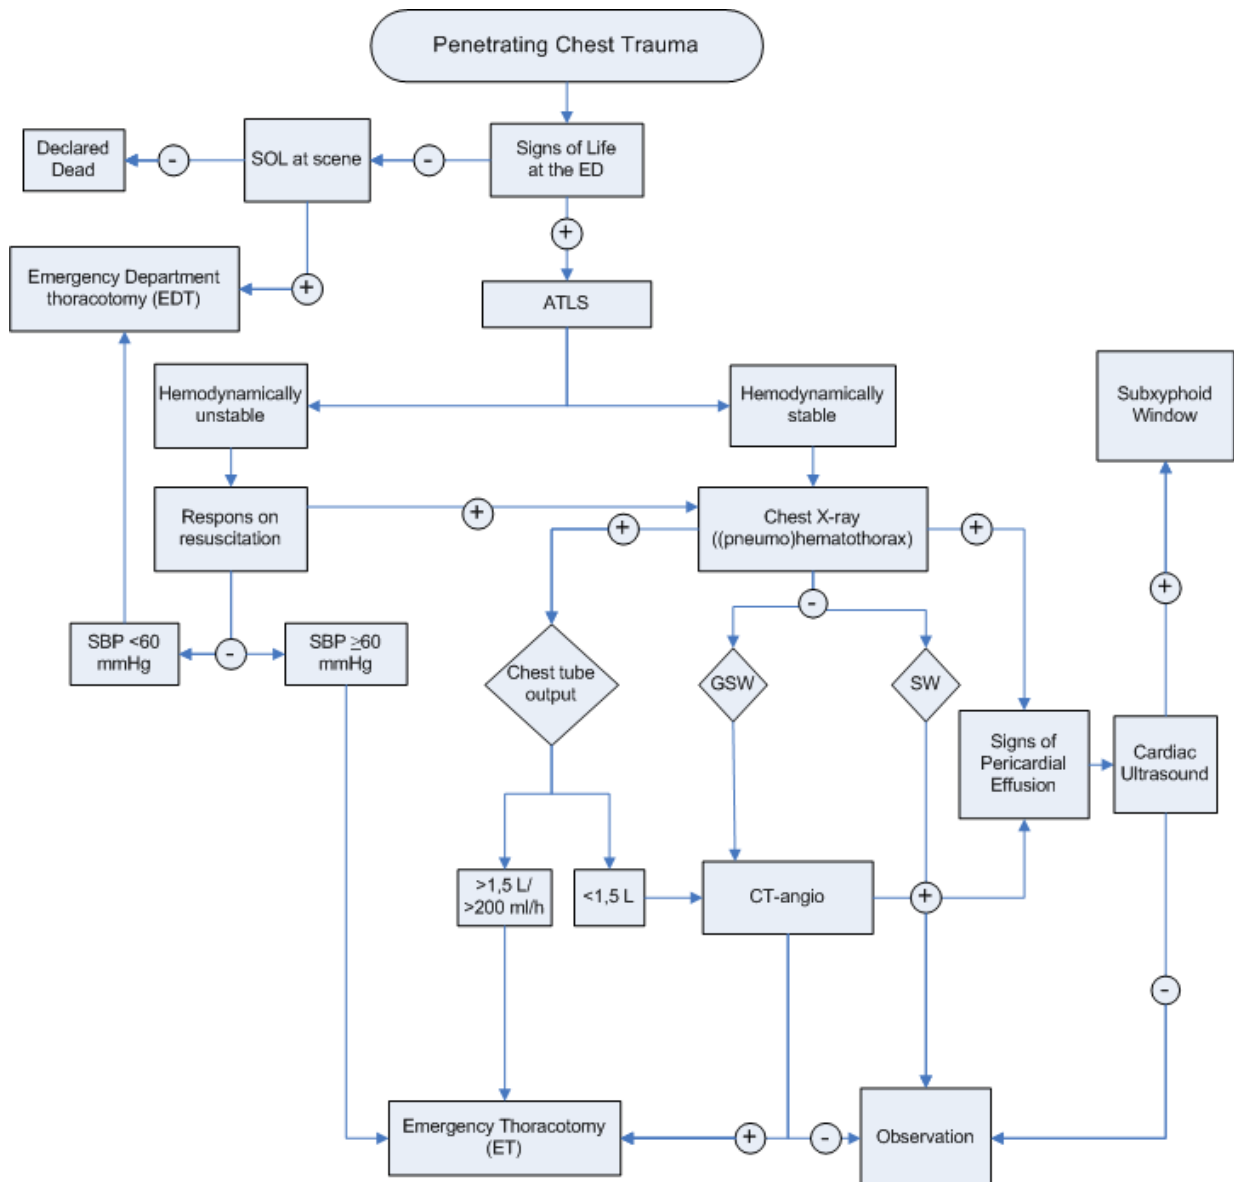 Penetrating Chest Trauma
Declared
Dead
-
SOL at scene
-
Signs of Life
at the ED
+
Emergency Department
thoracotomy (EDT)
+
ATLS
Hemodynamically
unstable
Hemodynamically
stable
Subxyphoid
Window
Respons on
resuscitation
+
Chest X-ray
((pneumo)hematothorax)
+
+
-
+
SBP <60
mmHg
-
SBP ≥60
mmHg
Chest tube
output
GSW
SW
Signs of
Pericardial
Effusion
Cardiac
Ultrasound
>1,5 L/
>200 ml/h
<1,5 L
CT-angio
+
-
Emergency Thoracotomy
(ET)
+
-
Observation